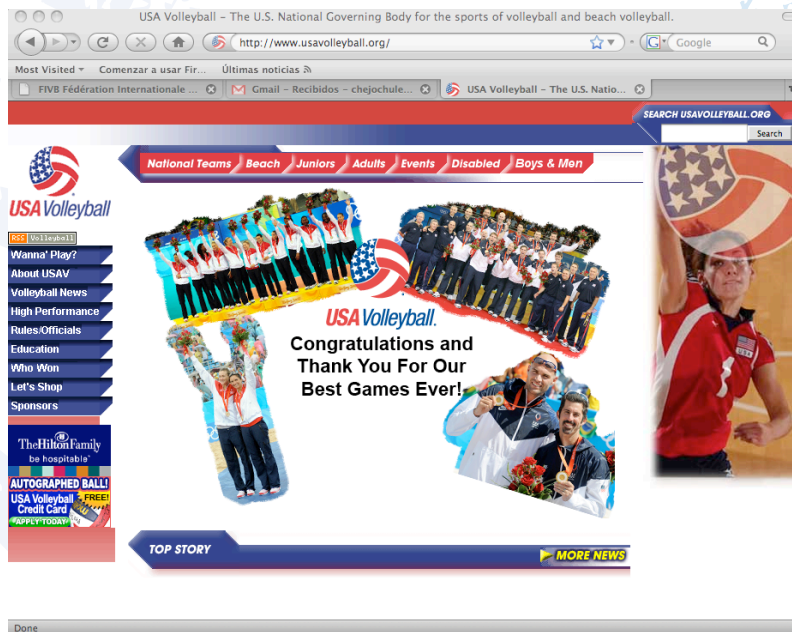 USA Volleyball – The U.S. National Governing Body for the sports of volleyball and beach volleyball.
http://www.usavolleyball.org/
Google
Most Visited Comenzar a usar Fir... Últimas noticias
FIVB Fédération Internationale ... Gmail – Recibidos – chejochule... USA Volleyball – The U.S. Natio...
SEARCH USAVOLLEYBALL.ORG
Search
National Teams Beach Juniors Adults Events Disabled Boys & Men
USA Volleyball
RSS Volleyball
Wanna' Play?
About USAV
Volleyball News
High Performance
Rules/Officials
Education
Who Won
Let's Shop
Sponsors
The Hilton Family
be hospitable
AUTOGRAPHED BALL!
USA Volleyball FREE!
Credit Card
APPLY TODAY
USA Volleyball.
Congratulations and
Thank You For Our
Best Games Ever!
USA
TOP STORY
MORE NEWS
Done